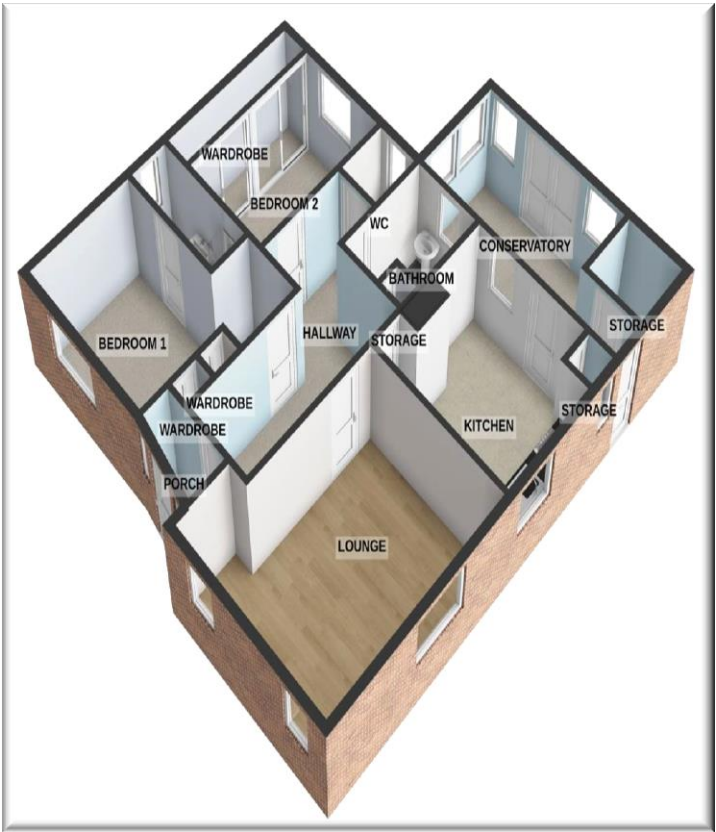 WARDROBE
BEDROOM 2
WC
CONSERVATORY
BATHROOM
STORAGE
HALLWAY
STORAGE
BEDROOM 1
WARDROBE
STORAGE
WARDROBE
KITCHEN
PORCH
LOUNGE